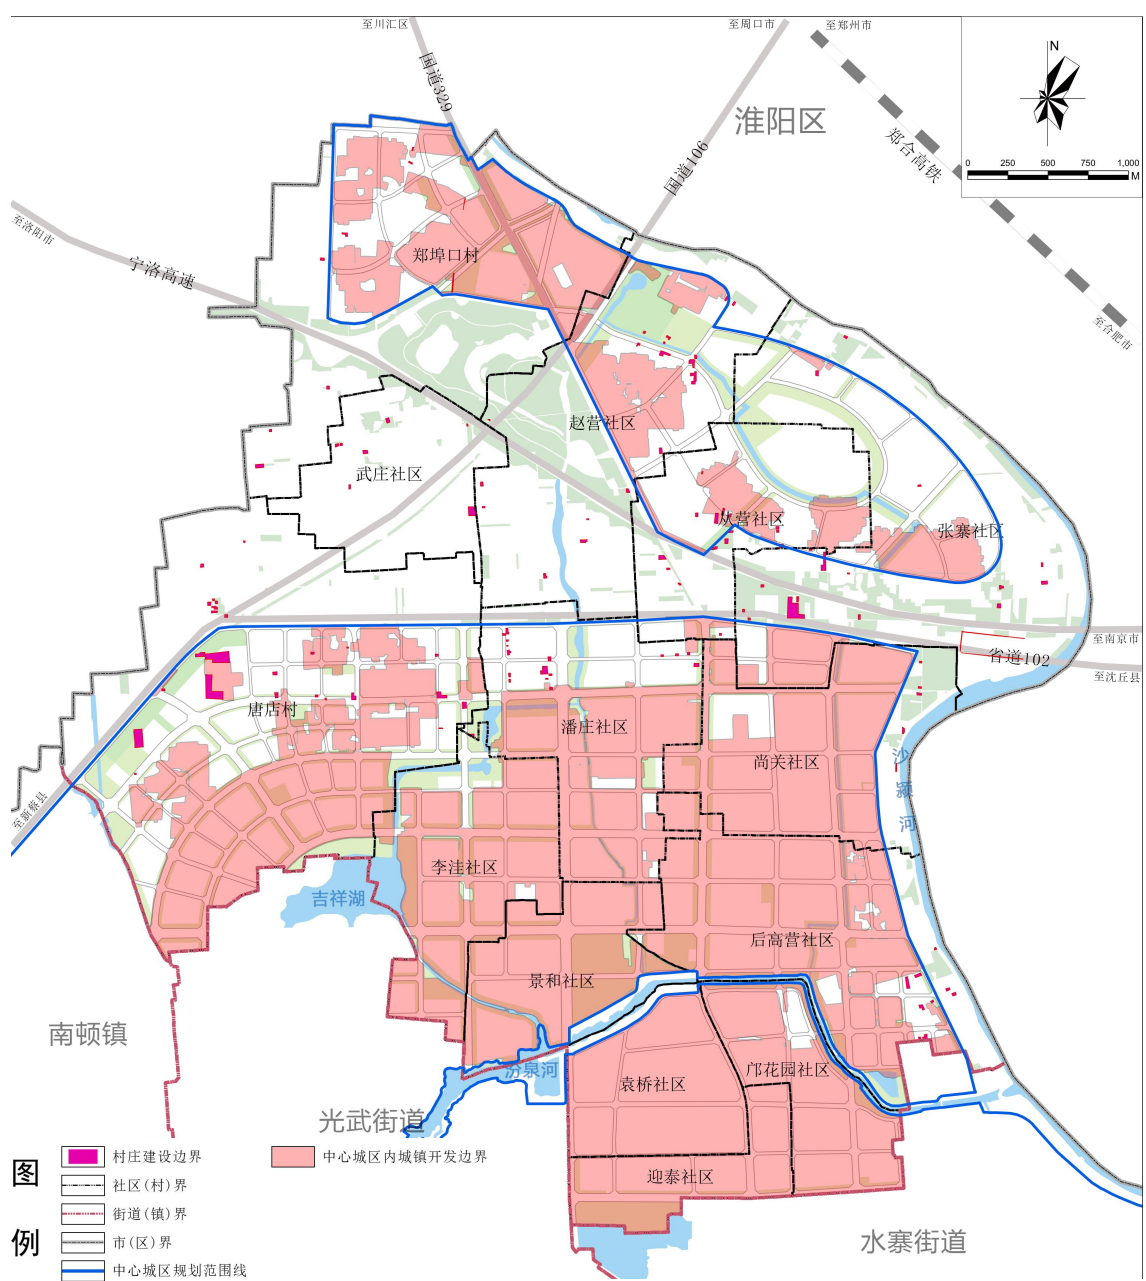 至川汇区
至周口市
至郑州市
国道329
国道106
淮阳区
郑合高铁
N
0 250 500 750 1,000
M
至洛阳市
宁洛高速
郑埠口村
至合肥市
赵营社区
武庄社区
从营社区
张寨社区
至南京市
省道102
至沈丘县
唐店村
潘庄社区
尚关社区
沙颍河
至新蔡县
李洼社区
吉祥湖
后高营社区
景和社区
南顿镇
汾泉河
袁桥社区
邝花园社区
光武街道
迎泰社区
水寨街道
图例
村庄建设边界
中心城区内城镇开发边界
社区(村)界
街道(镇)界
市(区)界
中心城区规划范围线